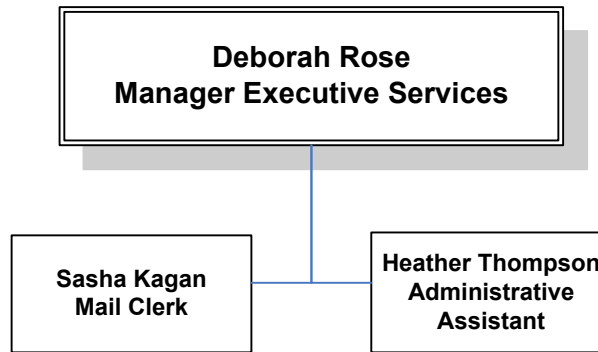 Deborah Rose
Manager Executive Services
Sasha Kagan
Mail Clerk
Heather Thompson
Administrative
Assistant